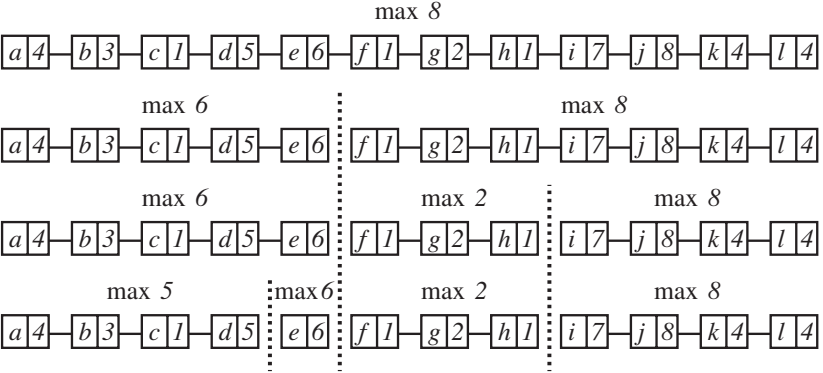 max 8
a 4 b 3 c 1 d 5 e 6 f 1 g 2 h 1 i 7 j 8 k 4 l 4
max 6 max 8
a 4 b 3 c 1 d 5 e 6 f 1 g 2 h 1 i 7 j 8 k 4 l 4
max 6 max 2 max 8
a 4 b 3 c 1 d 5 e 6 f 1 g 2 h 1 i 7 j 8 k 4 l 4
max 5 max6 max 2 max 8
a 4 b 3 c 1 d 5 e 6 f 1 g 2 h 1 i 7 j 8 k 4 l 4